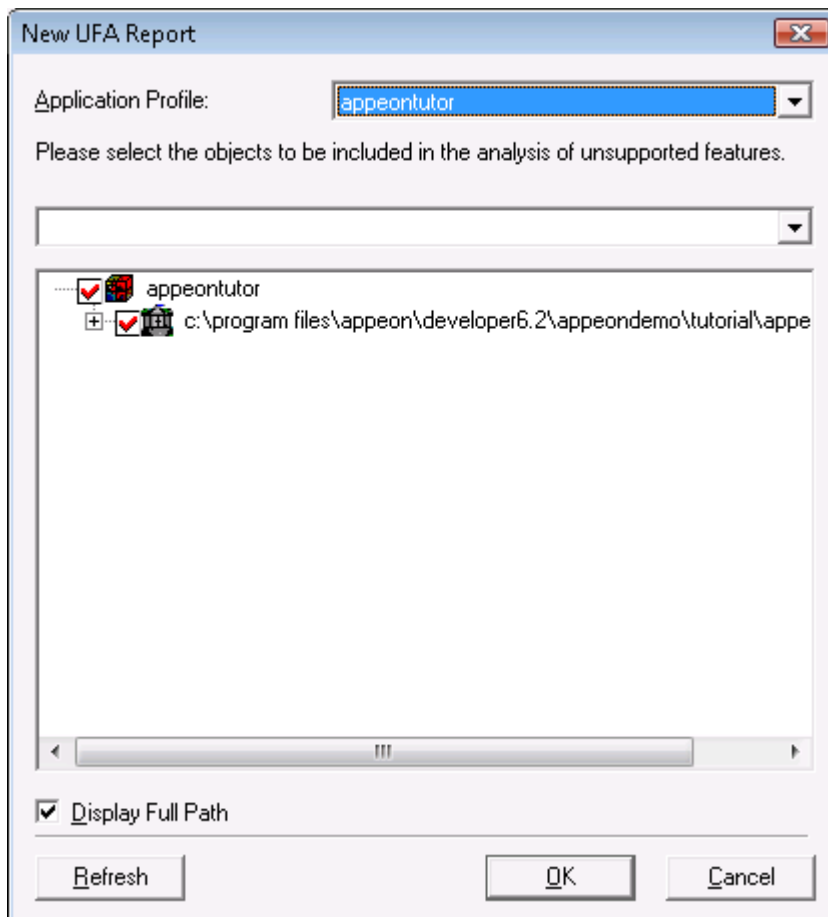 New UFA Report
Application Profile:
appeontutor
Please select the objects to be included in the analysis of unsupported features.
appeontutor
c:\program files\appeon\developer6.2\appeondemo\tutorial\appe
Display Full Path
Refresh
OK
Cancel